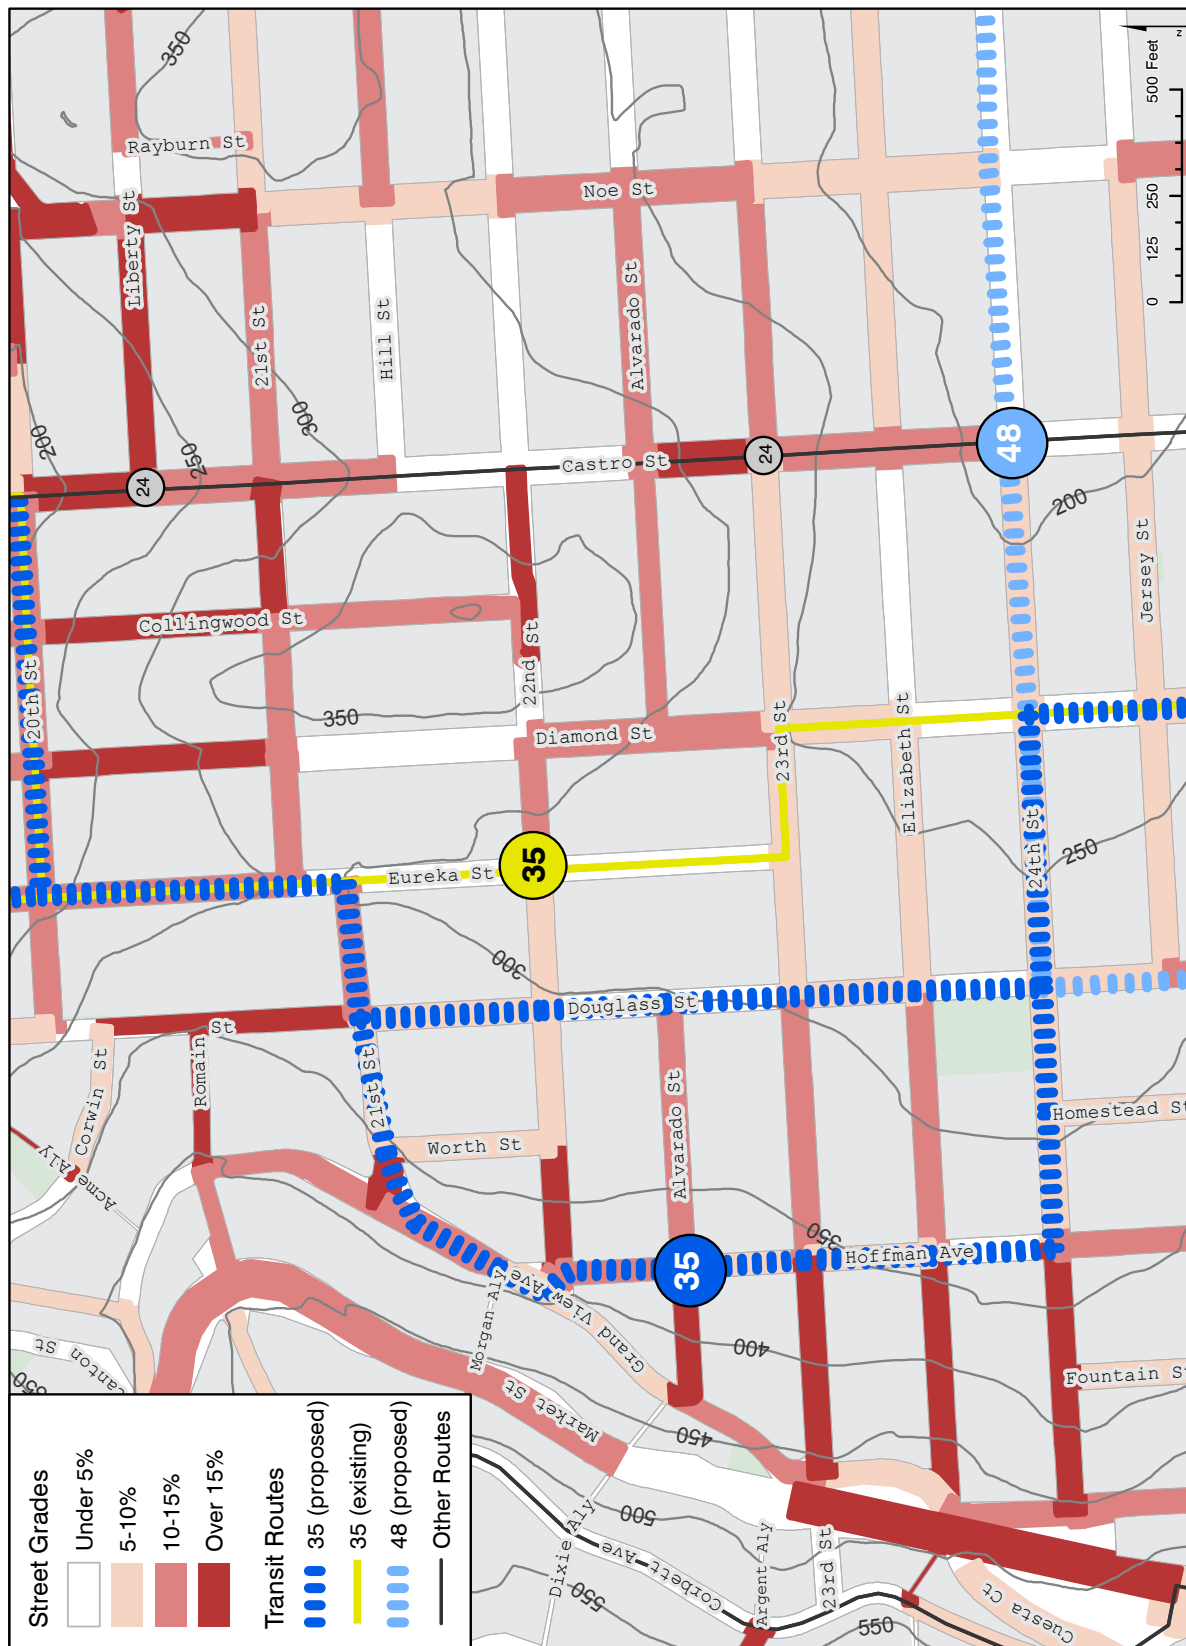 Street Grades
Under 5%
5-10%
10-15%
Over 15%
Transit Routes
35 (proposed)
35 (existing)
48 (proposed)
Other Routes
Rayburn St
Liberty St
21st St
Hill St
Noe St
Alvarado St
Castro St
Collingwood St
20th St
22nd St
Diamond St
23rd St
Elizabeth St
Jersey St
24th St
Eureka St
Douglass St
21st St
Romain St
Corwin St
Acme Aly
Worth St
Alvarado St
Homestead St
Hoffman Ave
Grand View Ave
Morgan Aly
Market St
Fountain St
Dixie Aly
Corbett Ave
Argent Aly
23rd St
Cuesta Ct
St
24
24
48
35
35
350
200
250
300
350
200
250
300
350
400
450
500
550
550
0 125 250 500 Feet
z